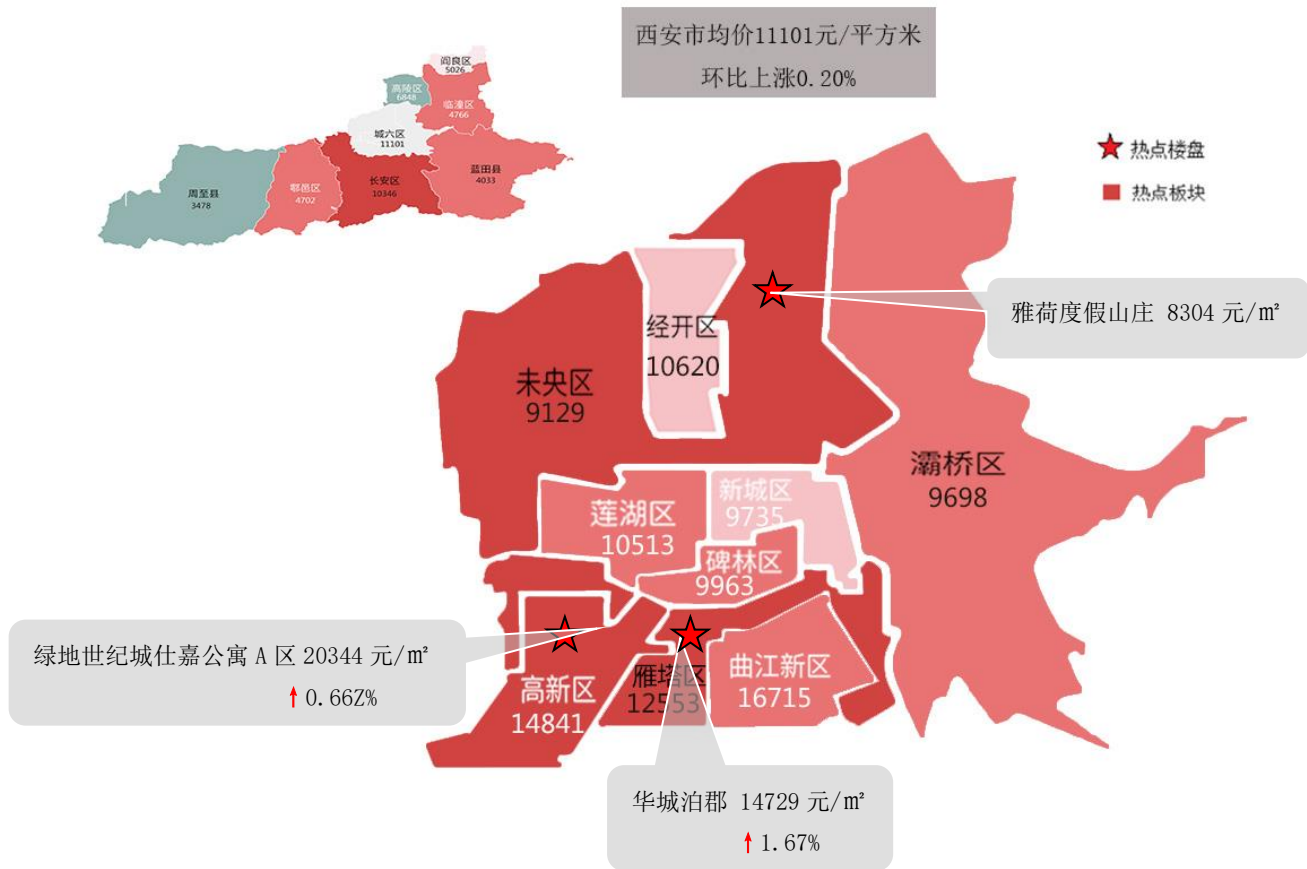 西安市均价11101元/平方米
环比上涨0.20%
阎良区
5026
高陵区
6848
临潼区
4766
城六区
11101
蓝田县
4033
长安区
10346
鄠邑区
4702
周至县
3478
热点楼盘
热点板块
雅荷度假山庄 8304 元/㎡
经开区
10620
未央区
9129
灞桥区
9698
莲湖区
10513
新城区
9735
碑林区
9963
绿地世纪城仕嘉公寓 A 区 20344 元/㎡
↑ 0.66Z%
高新区
14841
雁塔区
12553
曲江新区
16715
华城泊郡 14729 元/㎡
↑ 1.67%